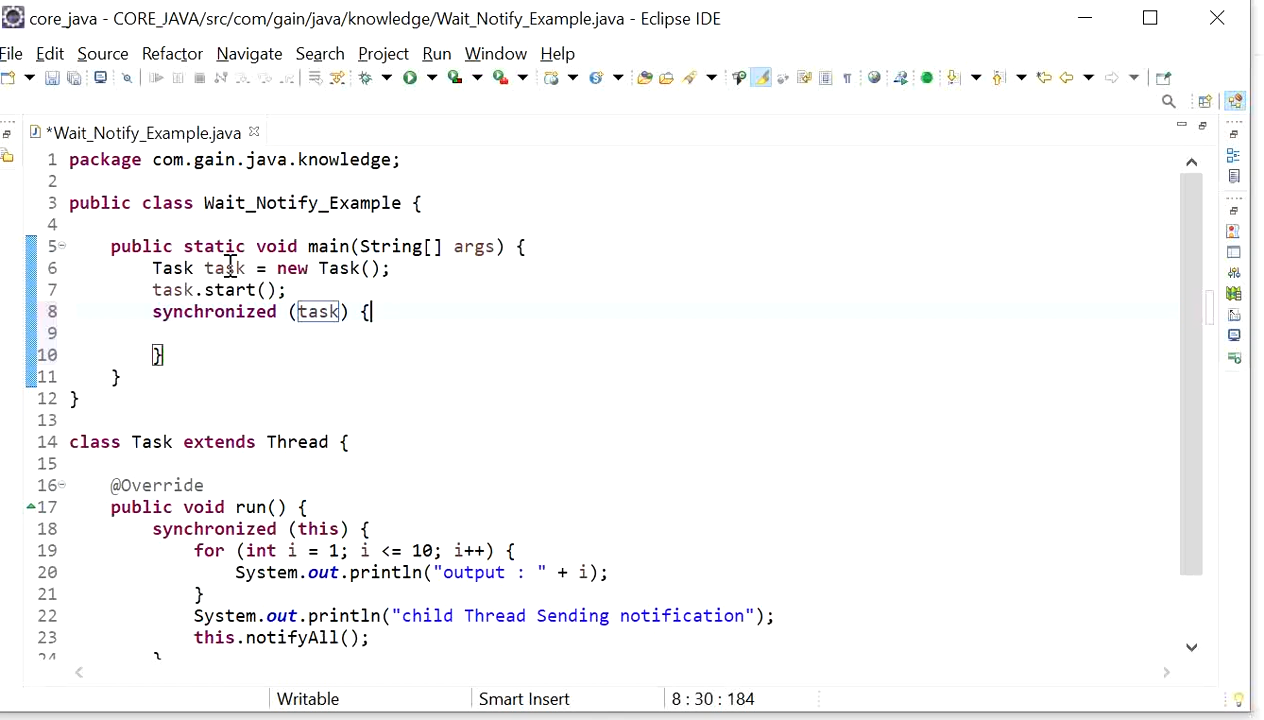 core_java - CORE_JAVA/src/com/gain/java/knowledge/Wait_Notify_Example.java - Eclipse IDE
File Edit Source Refactor Navigate Search Project Run Window Help
*Wait_Notify_Example.java
1 package com.gain.java.knowledge;
2
3 public class Wait_Notify_Example {
4
5 public static void main(String[] args) {
6 Task task = new Task();
7 task.start();
8 synchronized (task) {
9
10 }
11 }
12 }
13
14 class Task extends Thread {
15
16 @Override
17 public void run() {
18 synchronized (this) {
19 for (int i = 1; i <= 10; i++) {
20 System.out.println("output : " + i);
21 }
22 System.out.println("child Thread Sending notification");
23 this.notifyAll();
24 }
Writable Smart Insert 8 : 30 : 184